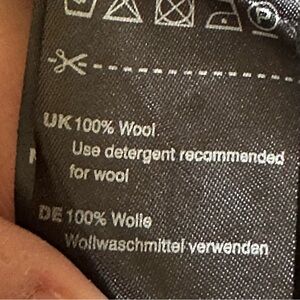 UK 100% Wool
Use detergent recommended
for wool
DE 100% Wolle
Wollwaschmittel verwenden